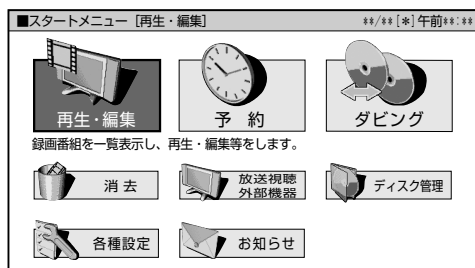 ■スタートメニュー [再生・編集] **/**[*]午前**:**
再生・編集 予 約 ダビング
録画番組を一覧表示し、再生・編集等をします。
消 去 放送視聴 外部機器 ディスク管理
各種設定 お知らせ